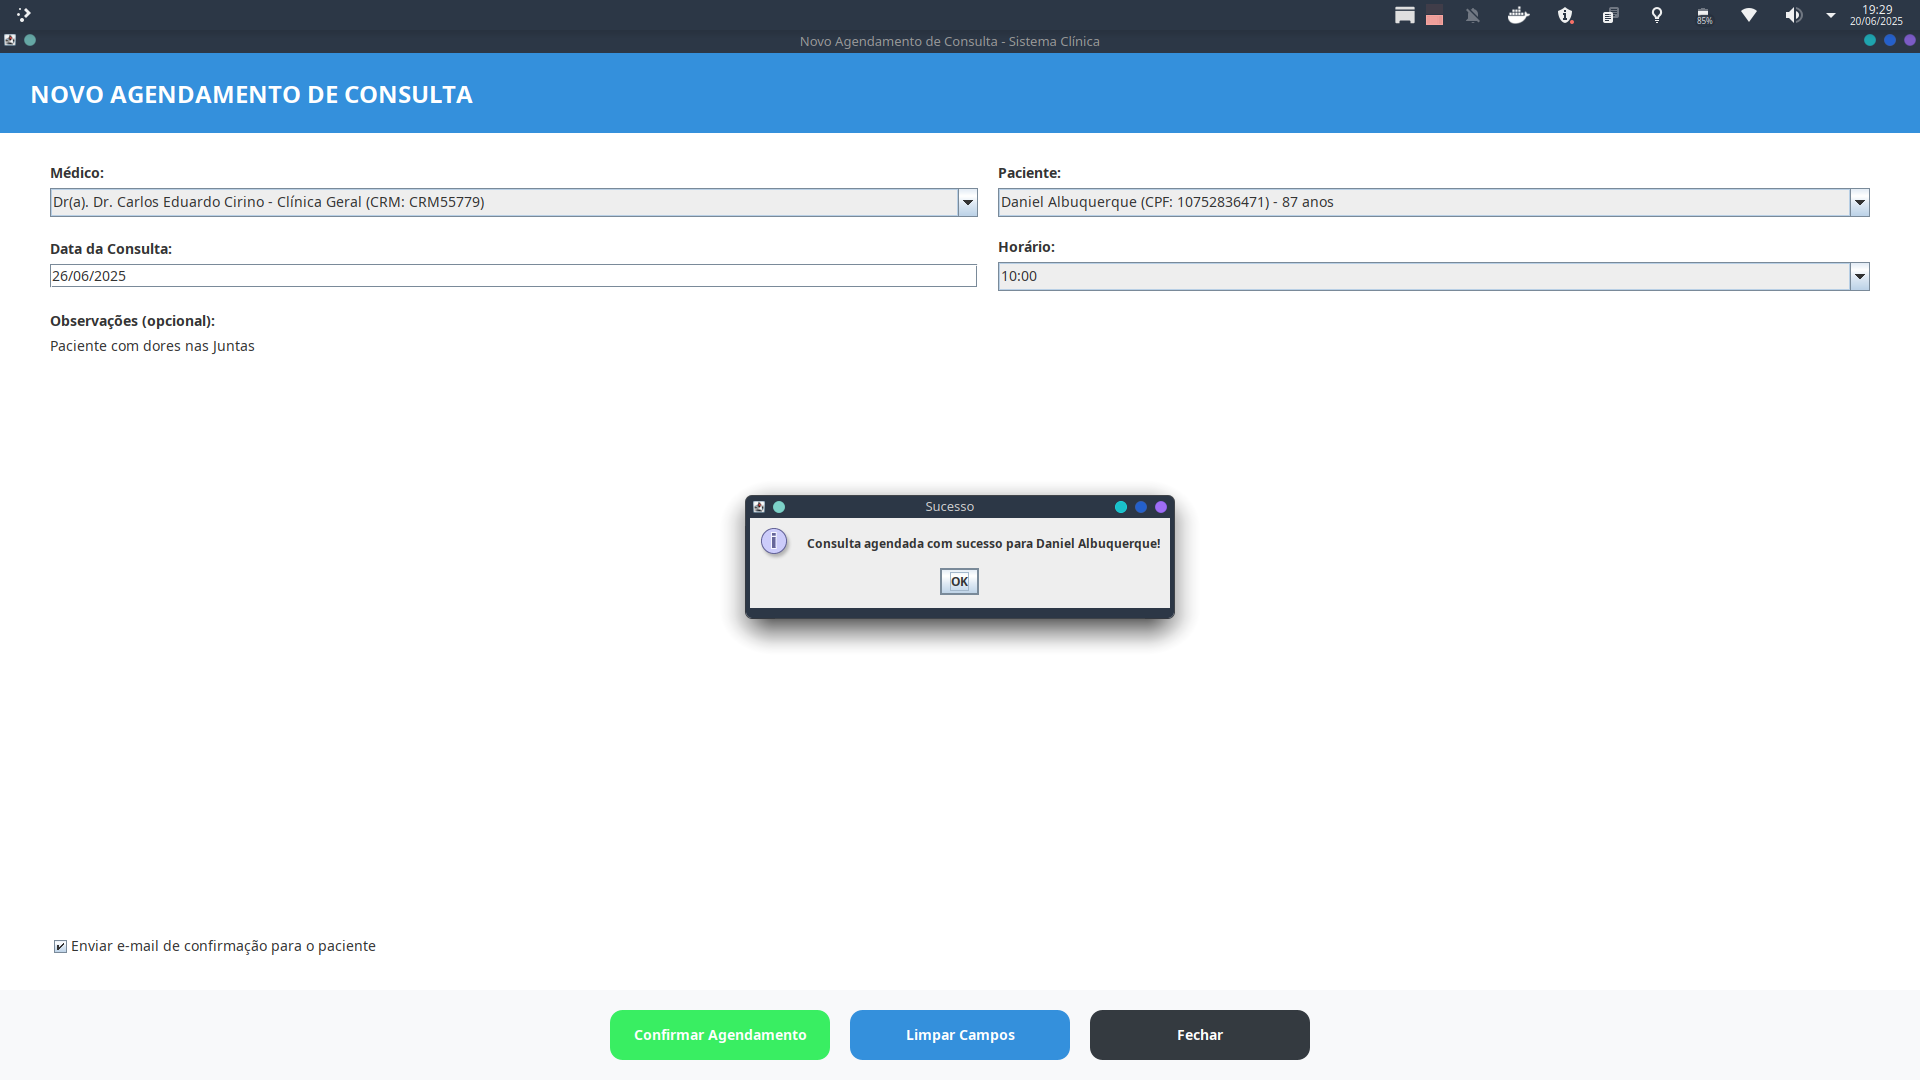 19:29
85%
20/06/2025
Novo Agendamento de Consulta - Sistema Clínica
NOVO AGENDAMENTO DE CONSULTA
Médico:
Paciente:
Dr(a). Dr. Carlos Eduardo Cirino - Clínica Geral (CRM: CRM55779)
Daniel Albuquerque (CPF: 10752836471) - 87 anos
Data da Consulta:
Horário:
26/06/2025
10:00
Observações (opcional):
Paciente com dores nas Juntas
Sucesso
Consulta agendada com sucesso para Daniel Albuquerque!
OK
Enviar e-mail de confirmação para o paciente
Confirmar Agendamento
Limpar Campos
Fechar